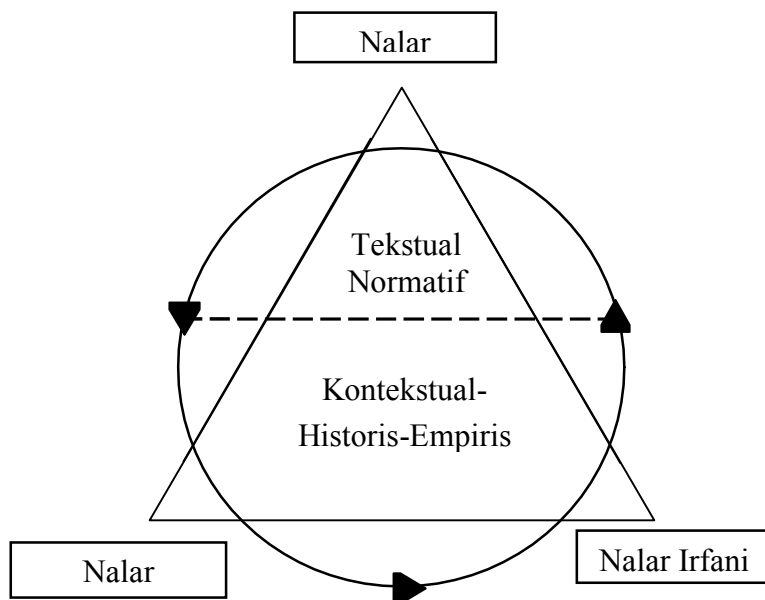 Nalar
Tekstual
Normatif
Kontekstual-
Historis-Empiris
Nalar
Nalar Irfani